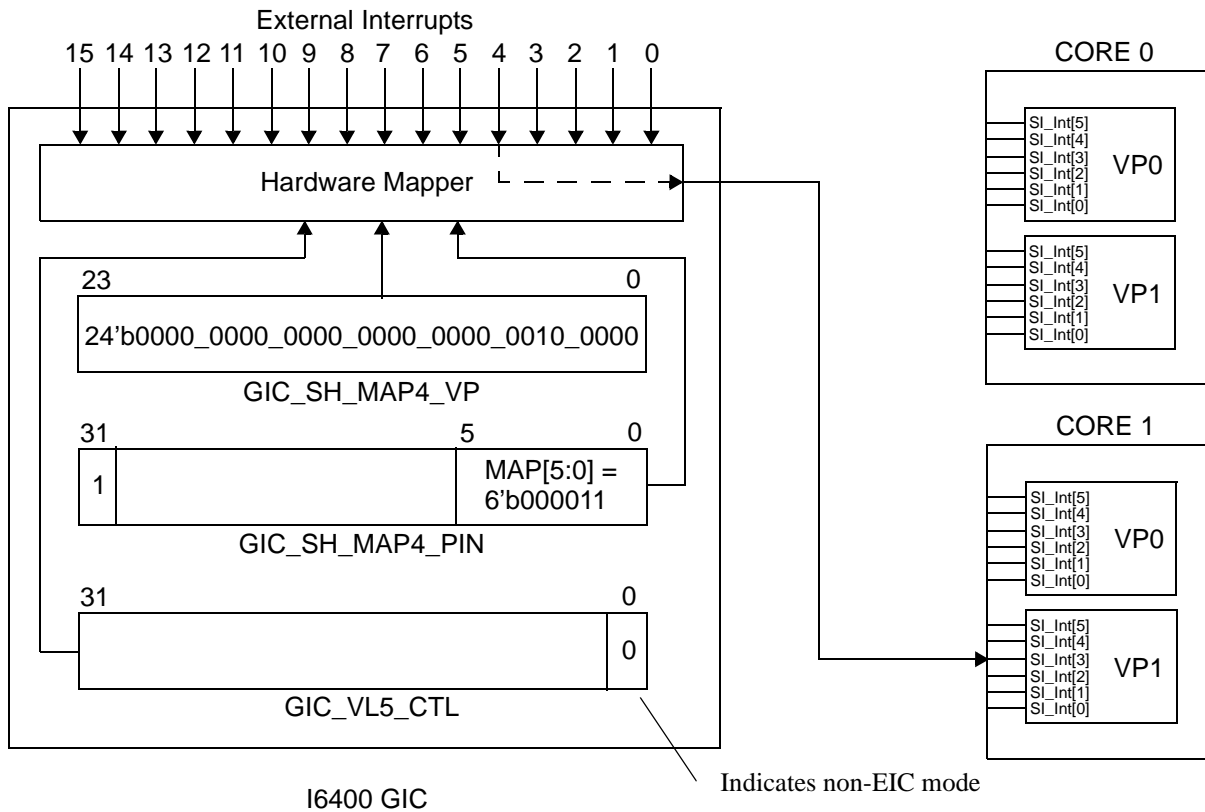 External Interrupts
15 14 13 12 11 10 9 8 7 6 5 4 3 2 1 0
Hardware Mapper
23 0
24’b0000_0000_0000_0000_0000_0010_0000
GIC_SH_MAP4_VP
31 5 0
1
MAP[5:0] =
6’b000011
GIC_SH_MAP4_PIN
31 0
0
GIC_VL5_CTL
Indicates non-EIC mode
I6400 GIC
CORE 0
SI_Int[5]
SI_Int[4]
SI_Int[3]
SI_Int[2]
SI_Int[1]
SI_Int[0]
VP0
SI_Int[5]
SI_Int[4]
SI_Int[3]
SI_Int[2]
SI_Int[1]
SI_Int[0]
VP1
CORE 1
SI_Int[5]
SI_Int[4]
SI_Int[3]
SI_Int[2]
SI_Int[1]
SI_Int[0]
VP0
SI_Int[5]
SI_Int[4]
SI_Int[3]
SI_Int[2]
SI_Int[1]
SI_Int[0]
VP1